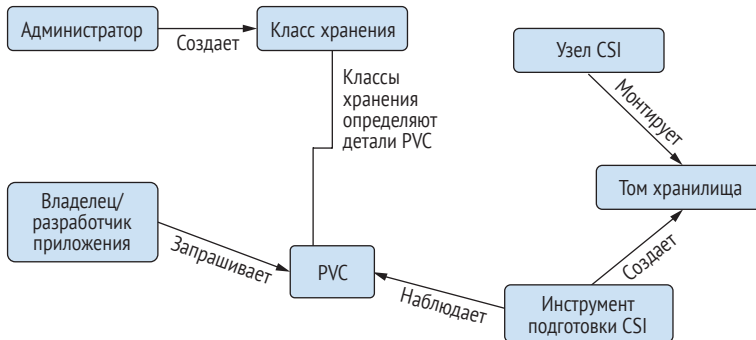 Администратор
Создает
Класс хранения
Узел CSI
Классы
хранения
определяют
детали PVC
Монтирует
Том хранилища
Владелец/
разработчик
приложения
Запрашивает
PVC
Наблюдает
Создает
Инструмент
подготовки CSI